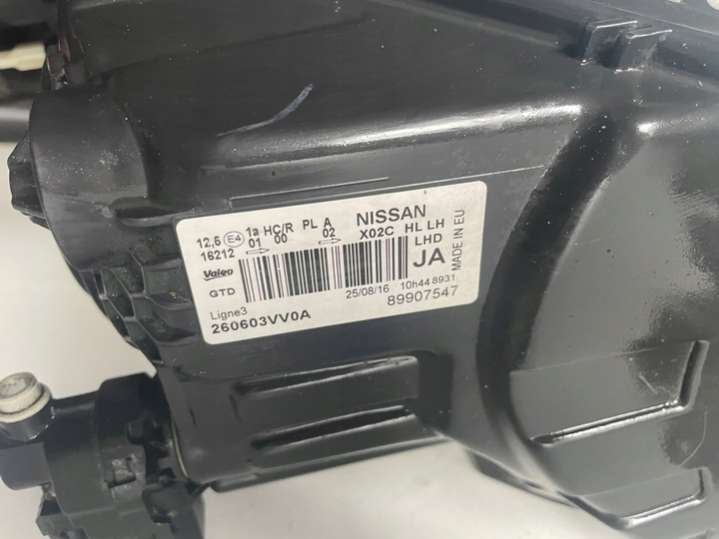 12,5 E4 1a HC/R PL A NISSAN
16212 01 00 02 X02C HL LH
Valeo LHD
GTD JA
MADE IN EU
25/08/16 10h44 8931
Ligne3 89907547
260603VV0A